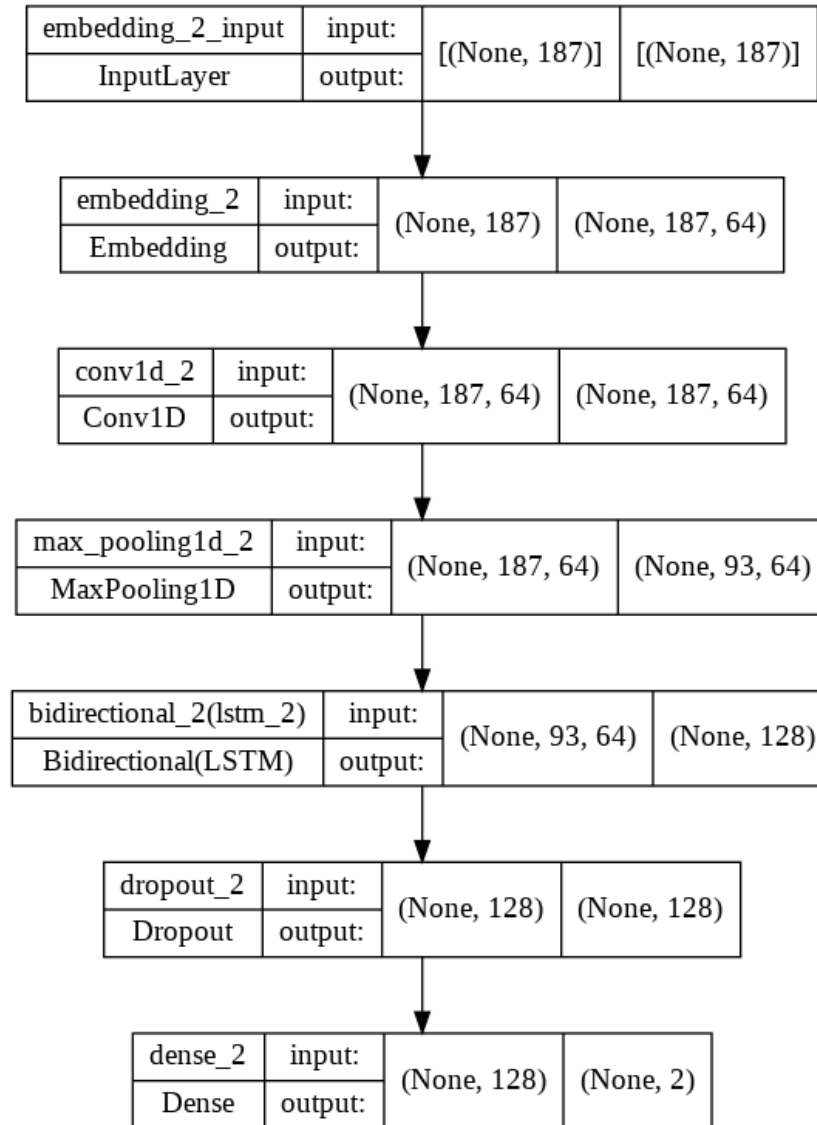 embedding_2_input input: [(None, 187)] [(None, 187)]
InputLayer output:
embedding_2 input: (None, 187) (None, 187, 64)
Embedding output:
conv1d_2 input: (None, 187, 64) (None, 187, 64)
Conv1D output:
max_pooling1d_2 input: (None, 187, 64) (None, 93, 64)
MaxPooling1D output:
bidirectional_2(lstm_2) input: (None, 93, 64) (None, 128)
Bidirectional(LSTM) output:
dropout_2 input: (None, 128) (None, 128)
Dropout output:
dense_2 input: (None, 128) (None, 2)
Dense output: